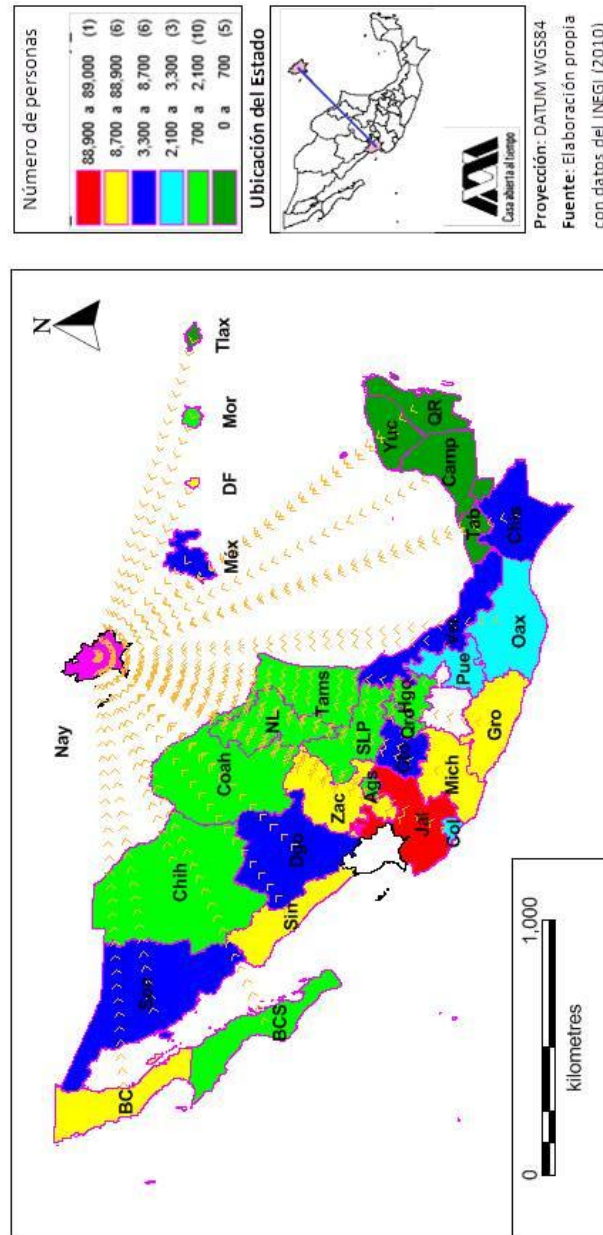 Nay
N
Méx
DF
Mor
Tlax
BC
BCS
Son
Chih
Sin
Dgo
Coah
NL
Tams
Zac
SLP
Ags
Jal
Col
Qro
Hgo
Mich
Gro
Pue
Ver
Oax
Tab
Chis
Camp
Yuc
QR
0 1,000
kilometres
Número de personas
88,900 a 89,000 (1)
8,700 a 88,900 (6)
3,300 a 8,700 (6)
2,100 a 3,300 (3)
700 a 2,100 (10)
0 a 700 (5)
Ubicación del Estado
Casa abierta al tiempo
Proyección: DATUM WGS84
Fuente: Elaboración propia
con datos del INEGI (2010)